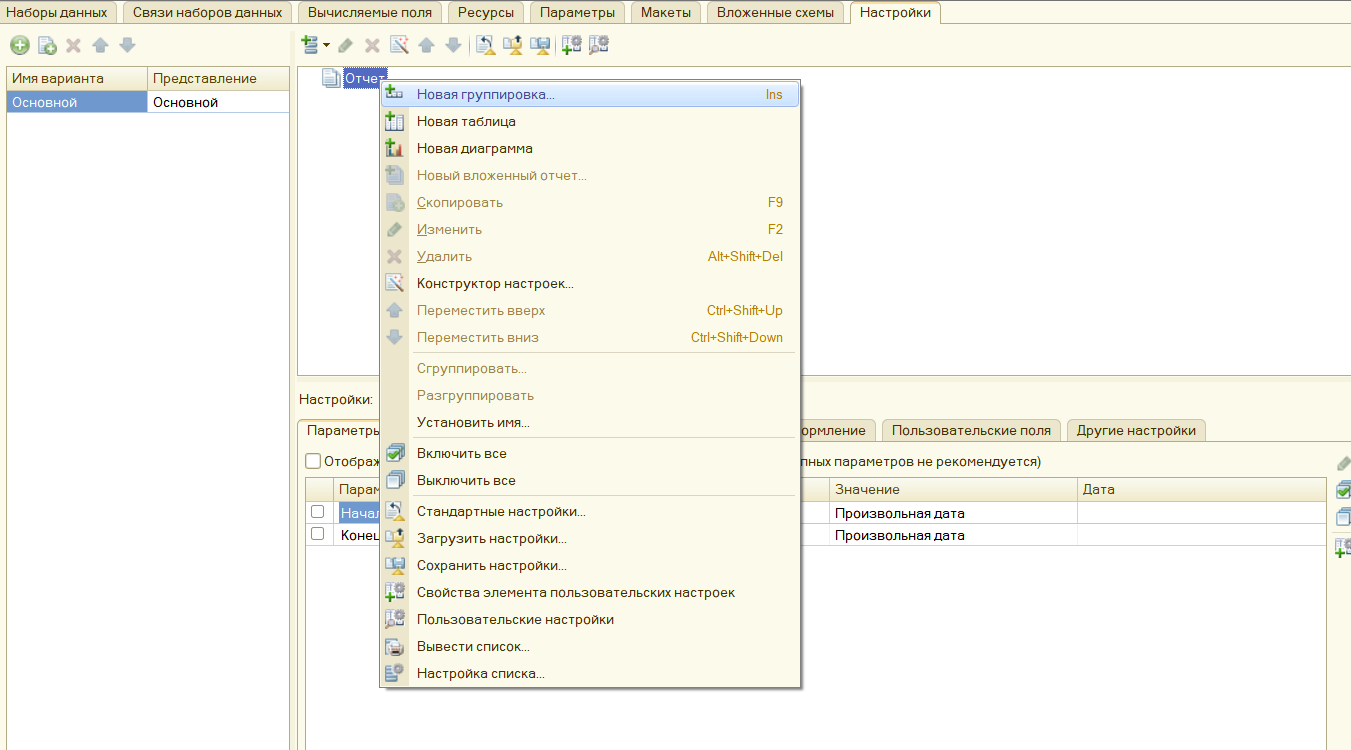 Наборы данных Связи наборов данных Вычисляемые поля Ресурсы Параметры Макеты Вложенные схемы Настройки
Имя варианта Представление
Основной Основной
Отчет
Новая группировка... Ins
Новая таблица
Новая диаграмма
Новый вложенный отчет...
Скопировать F9
Изменить F2
Удалить Alt+Shift+Del
Конструктор настроек...
Переместить вверх Ctrl+Shift+Up
Переместить вниз Ctrl+Shift+Down
Сгруппировать...
Разгруппировать
Установить имя...
Включить все
Выключить все
Стандартные настройки...
Загрузить настройки...
Сохранить настройки...
Свойства элемента пользовательских настроек
Пользовательские настройки
Вывести список...
Настройка списка...
Настройки:
Параметры ормление Пользовательские поля Другие настройки
Отображ пных параметров не рекомендуется)
Парам Значение Дата
Начал Произвольная дата
Конец Произвольная дата